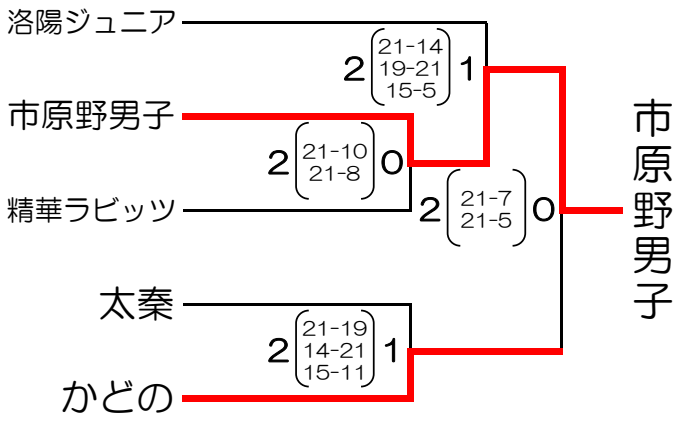 洛陽ジュニア
2 21-14 1
19-21
15-5
市原野男子
2 21-10 0
21-8
精華ラビッツ
2 21-7 0
21-5
太秦
2 21-19 1
14-21
15-11
かどの
市原野男子